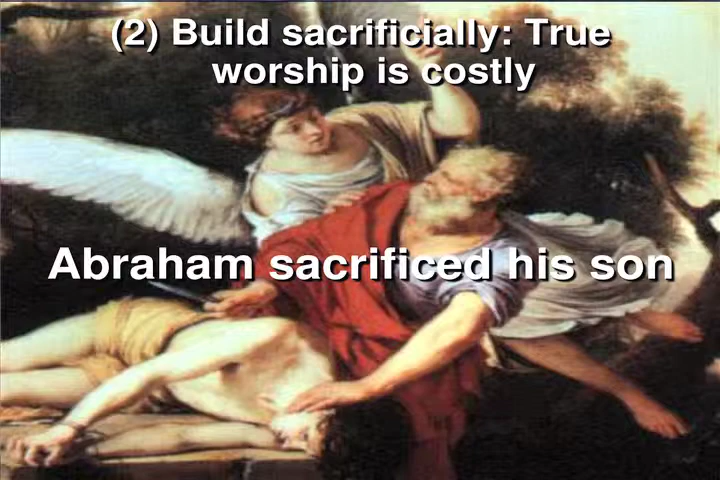 (2) Build sacrificially: True
worship is costly
Abraham sacrificed his son